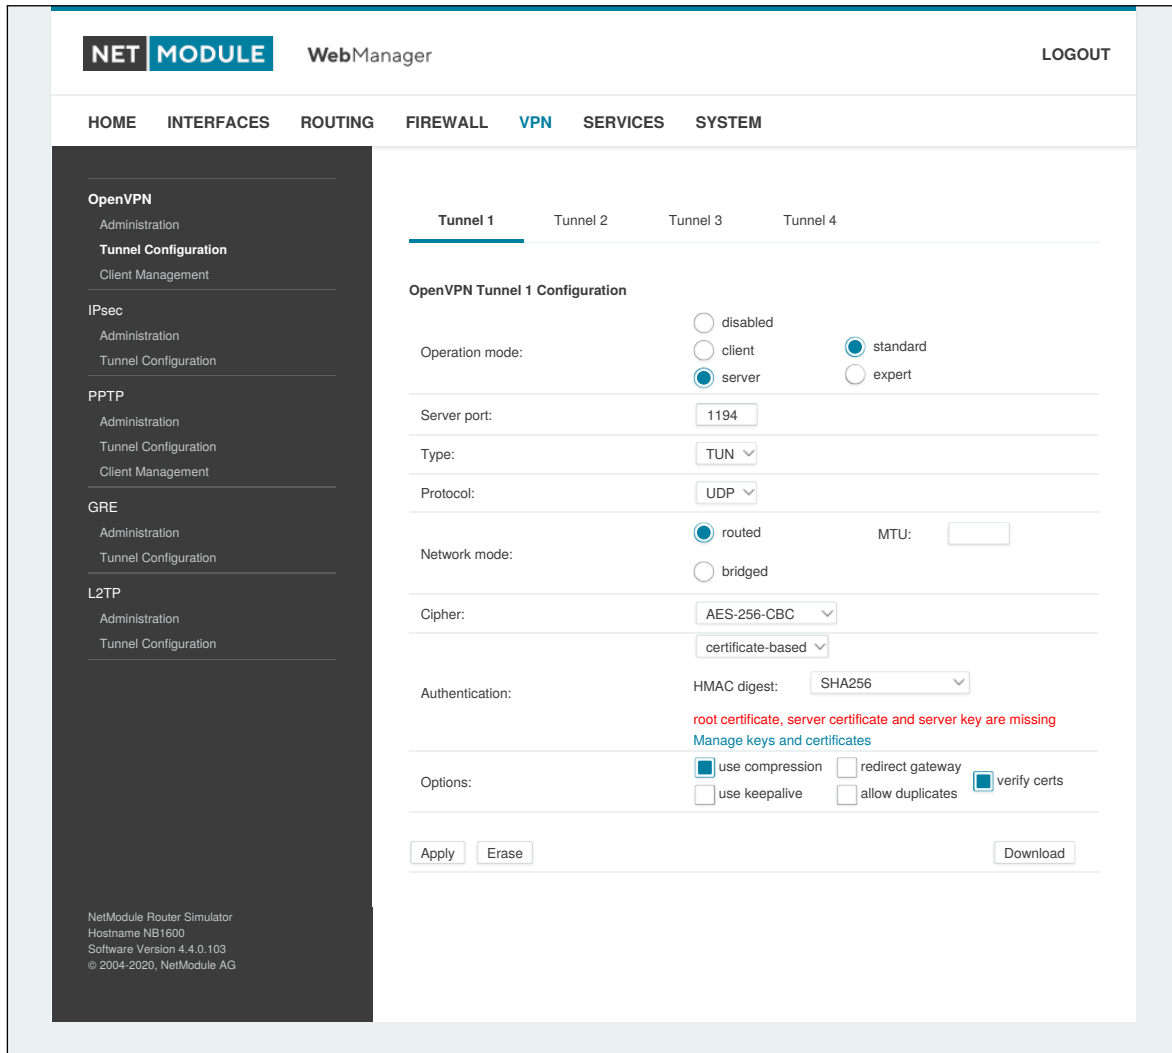 NET MODULE WebManager LOGOUT
HOME INTERFACES ROUTING FIREWALL VPN SERVICES SYSTEM
OpenVPN
Administration
Tunnel Configuration
Client Management
IPsec
Administration
Tunnel Configuration
PPTP
Administration
Tunnel Configuration
Client Management
GRE
Administration
Tunnel Configuration
L2TP
Administration
Tunnel Configuration
NetModule Router Simulator
Hostname NB1600
Software Version 4.4.0.103
© 2004-2020, NetModule AG
Tunnel 1 Tunnel 2 Tunnel 3 Tunnel 4
OpenVPN Tunnel 1 Configuration
Operation mode:
disabled
client
server
standard
expert
Server port: 1194
Type: TUN
Protocol: UDP
Network mode:
routed MTU:
bridged
Cipher: AES-256-CBC
Authentication:
certificate-based
HMAC digest: SHA256
root certificate, server certificate and server key are missing
Manage keys and certificates
Options:
use compression redirect gateway
verify certs
use keepalive allow duplicates
Apply Erase Download